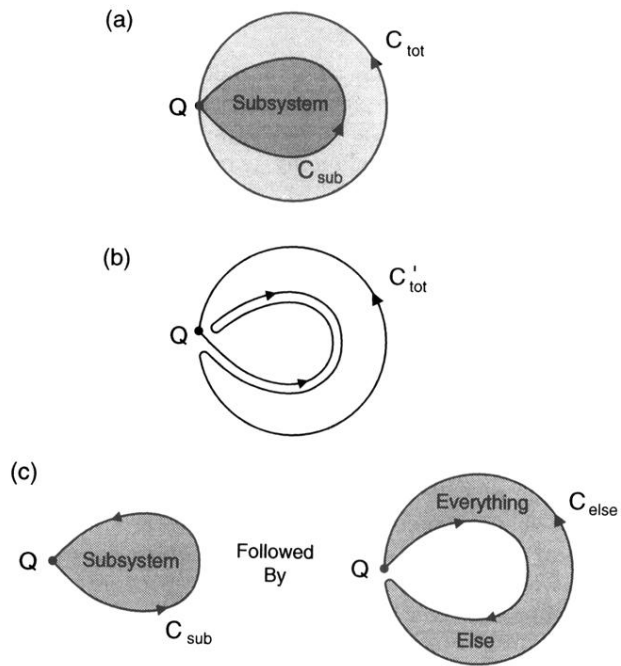 (a)
C tot
Q
Subsystem
C sub
(b)
C' tot
Q
(c)
Everything
C else
Q
Subsystem
Followed
By
Q
Else
C sub